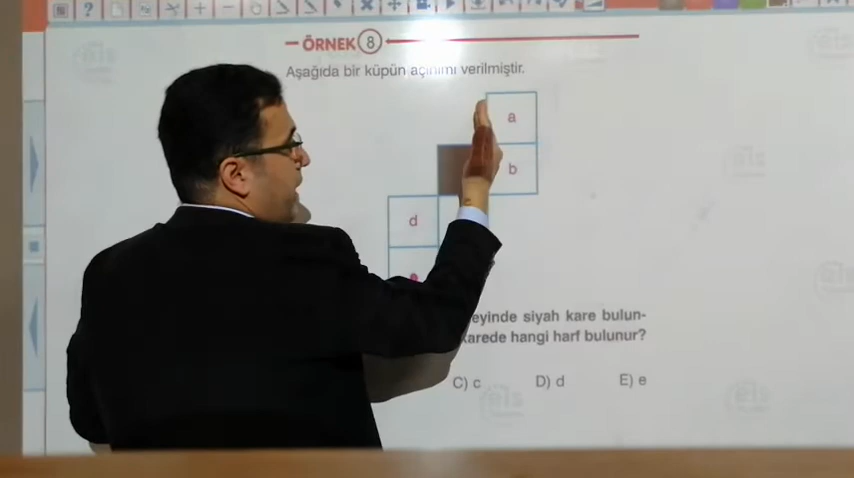 ÖRNEK 8
Aşağıda bir küpün açınımı verilmiştir.
a
b
d
e
eyinde siyah kare bulun-
karede hangi harf bulunur?
C) c D) d E) e